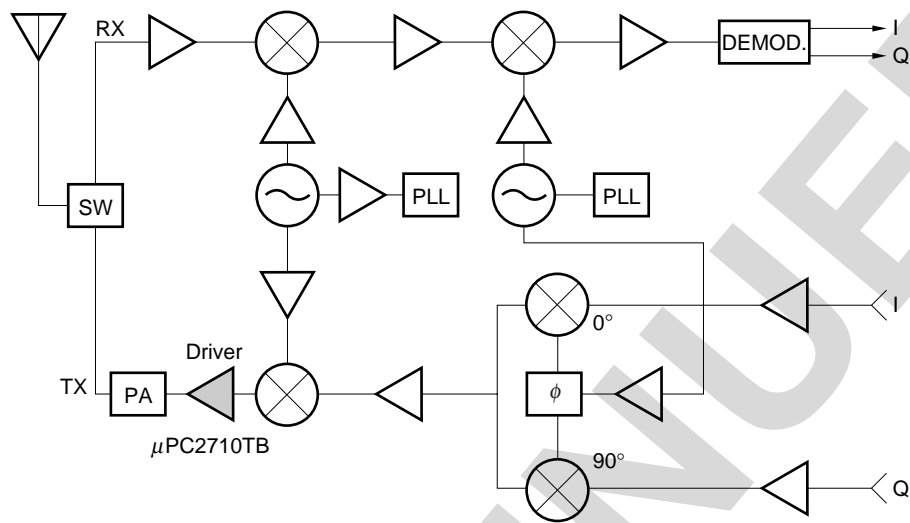 RX
DEMOD.
I
Q
SW
PLL
PLL
0°
I
Driver
TX
PA
φ
μPC2710TB
90°
Q